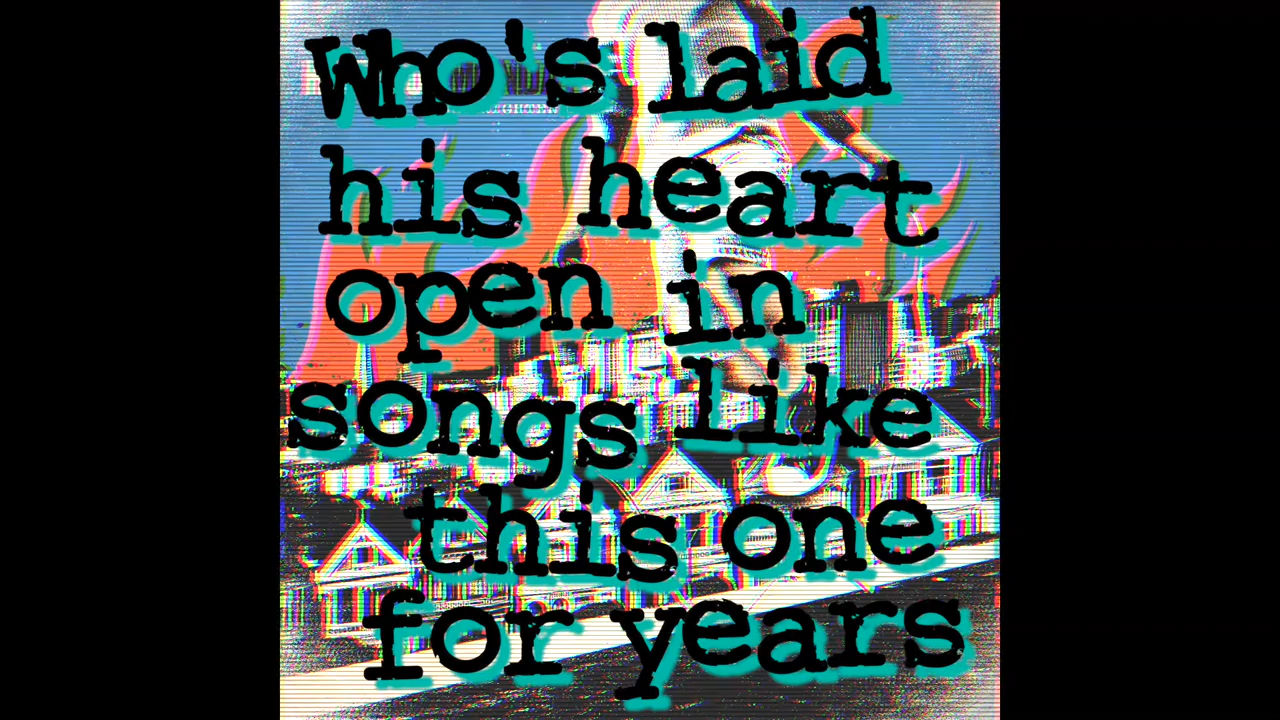 who's laid
his heart
open in
songs like
this one
for years